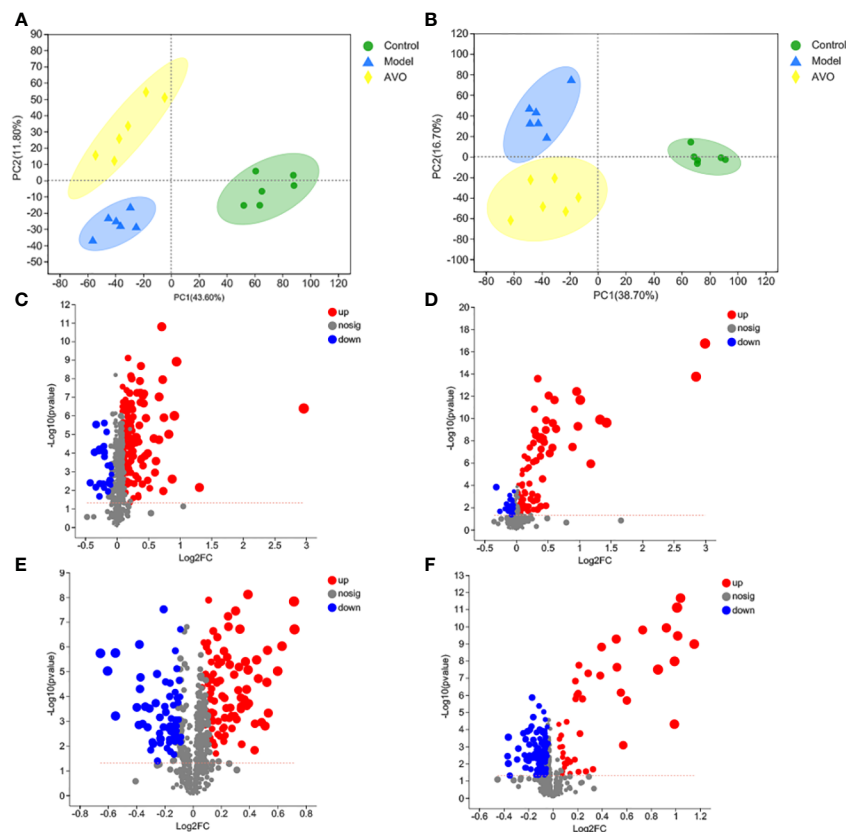 A
Control
Model
AVO
PC2(11.80%)
90
80
70
60
50
40
30
20
10
0
-10
-20
-30
-40
-50
-80 -60 -40 -20 0 20 40 60 80 100 120
PC1(43.60%)
B
Control
Model
AVO
PC2(16.70%)
120
100
80
60
40
20
0
-20
-40
-60
-80
-100
-80 -60 -40 -20 0 20 40 60 80 100 120
PC1(38.70%)
C
up
nosig
down
-Log10(pvalue)
12
11
10
9
8
7
6
5
4
3
2
1
0
-0.5 0 0.5 1 1.5 2 2.5 3
Log2FC
D
up
nosig
down
-Log10(pvalue)
20
18
16
14
12
10
8
6
4
2
0
-0.5 0 0.5 1 1.5 2 2.5 3
Log2FC
E
up
nosig
down
-Log10(pvalue)
9
8
7
6
5
4
3
2
1
0
-0.8 -0.6 -0.4 -0.2 0 0.2 0.4 0.6 0.8
Log2FC
F
up
nosig
down
-Log10(pvalue)
13
12
11
10
9
8
7
6
5
4
3
2
1
0
-0.6 -0.4 -0.2 0 0.2 0.4 0.6 0.8 1 1.2
Log2FC